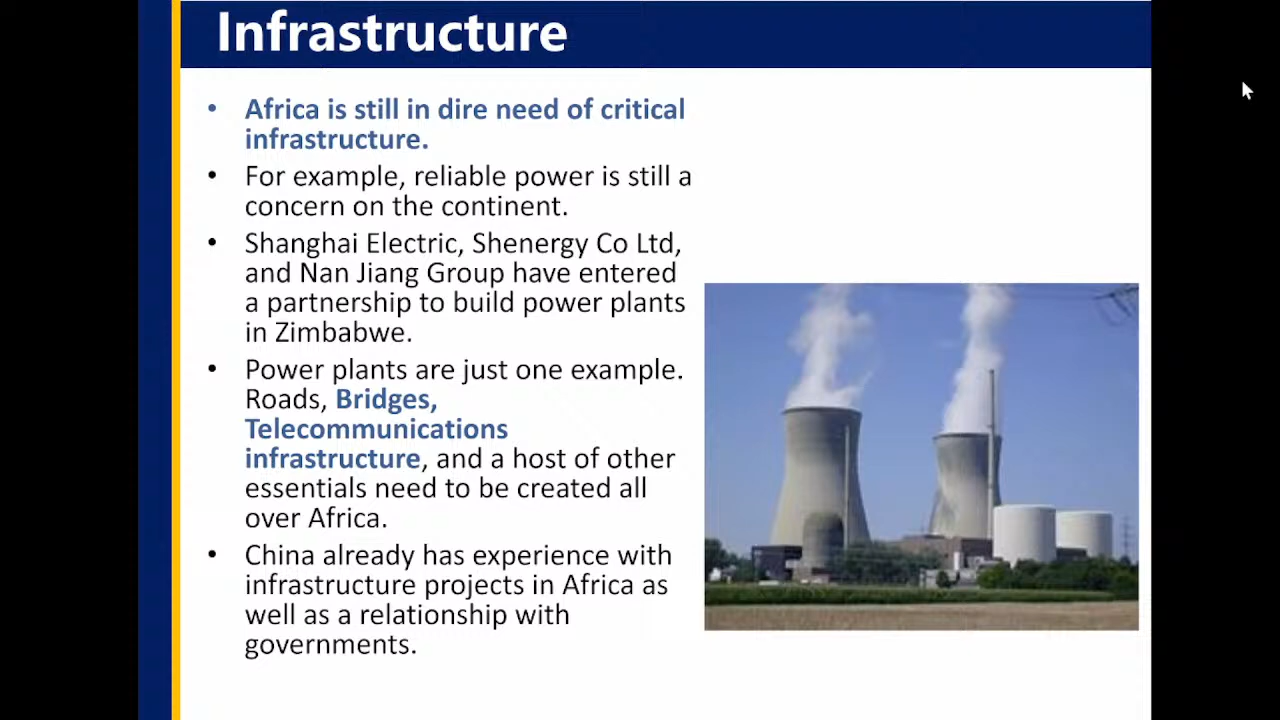 Infrastructure
• Africa is still in dire need of critical
infrastructure.
• For example, reliable power is still a
concern on the continent.
• Shanghai Electric, Shenergy Co Ltd,
and Nan Jiang Group have entered
a partnership to build power plants
in Zimbabwe.
• Power plants are just one example.
Roads, Bridges,
Telecommunications
infrastructure, and a host of other
essentials need to be created all
over Africa.
• China already has experience with
infrastructure projects in Africa as
well as a relationship with
governments.